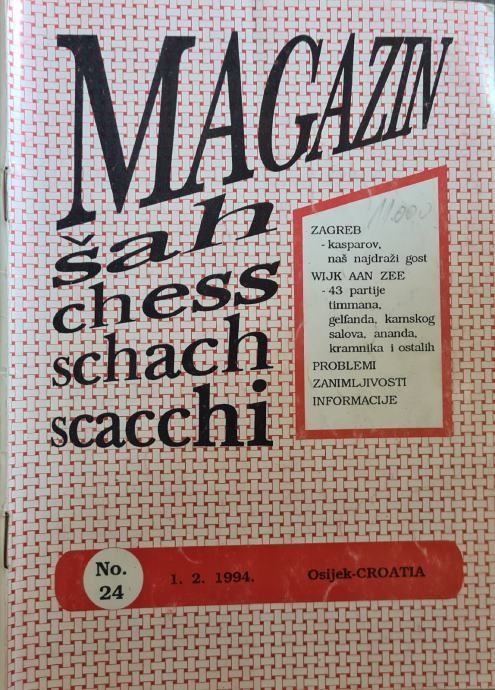 MAGAZIN
šah
chess
schach
scacchi
11.000
ZAGREB
- kasparov,
naš najdraži gost
WIJK AAN ZEE
- 43 partije
timmana,
gelfanda, kamskog
salova, ananda,
kramnika i ostalih
PROBLEMI
ZANIMLJIVOSTI
INFORMACIJE
No.
24
1. 2. 1994.
Osijek-CROATIA